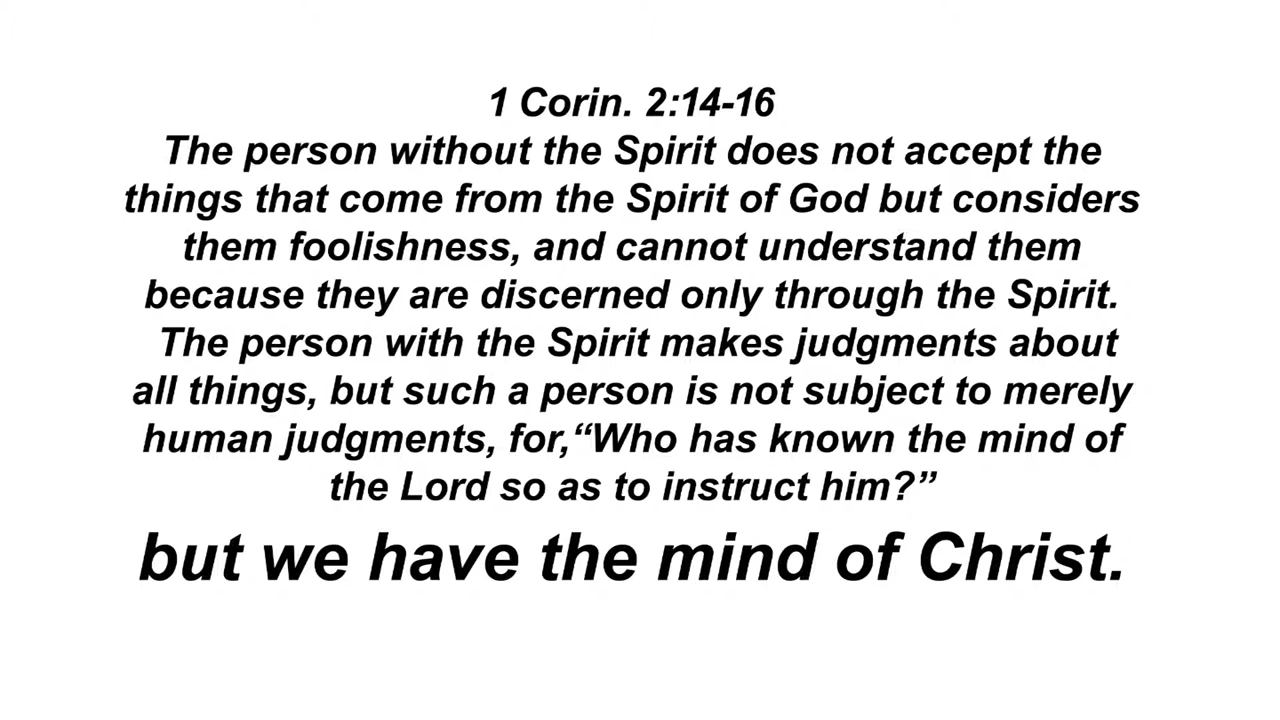 1 Corin. 2:14-16
The person without the Spirit does not accept the
things that come from the Spirit of God but considers
them foolishness, and cannot understand them
because they are discerned only through the Spirit.
The person with the Spirit makes judgments about
all things, but such a person is not subject to merely
human judgments, for,“Who has known the mind of
the Lord so as to instruct him?”
but we have the mind of Christ.